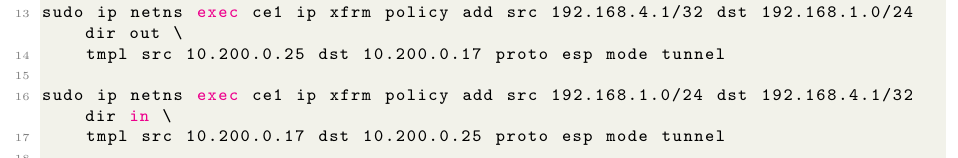 13 sudo ip netns exec ce1 ip xfrm policy add src 192.168.4.1/32 dst 192.168.1.0/24
dir out \
14 tmpl src 10.200.0.25 dst 10.200.0.17 proto esp mode tunnel
15
16 sudo ip netns exec ce1 ip xfrm policy add src 192.168.1.0/24 dst 192.168.4.1/32
dir in \
17 tmpl src 10.200.0.17 dst 10.200.0.25 proto esp mode tunnel